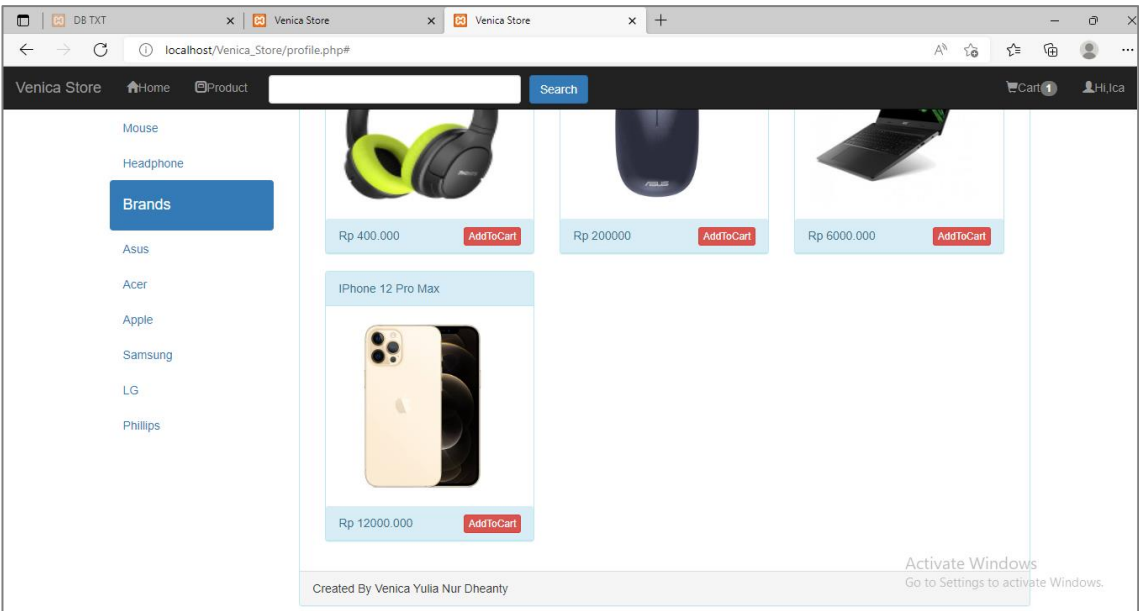 DB TXT
Venica Store
Venica Store
localhost/Venica_Store/profile.php#
Venica Store Home Product Search Cart 1 Hi,Ica
Mouse
Headphone
Brands
Asus
Acer
Apple
Samsung
LG
Phillips
PHILIPS
ASUS
Rp 400.000 AddToCart
Rp 200000 AddToCart
Rp 6000.000 AddToCart
IPhone 12 Pro Max
Rp 12000.000 AddToCart
Created By Venica Yulia Nur Dheanty
Activate Windows
Go to Settings to activate Windows.